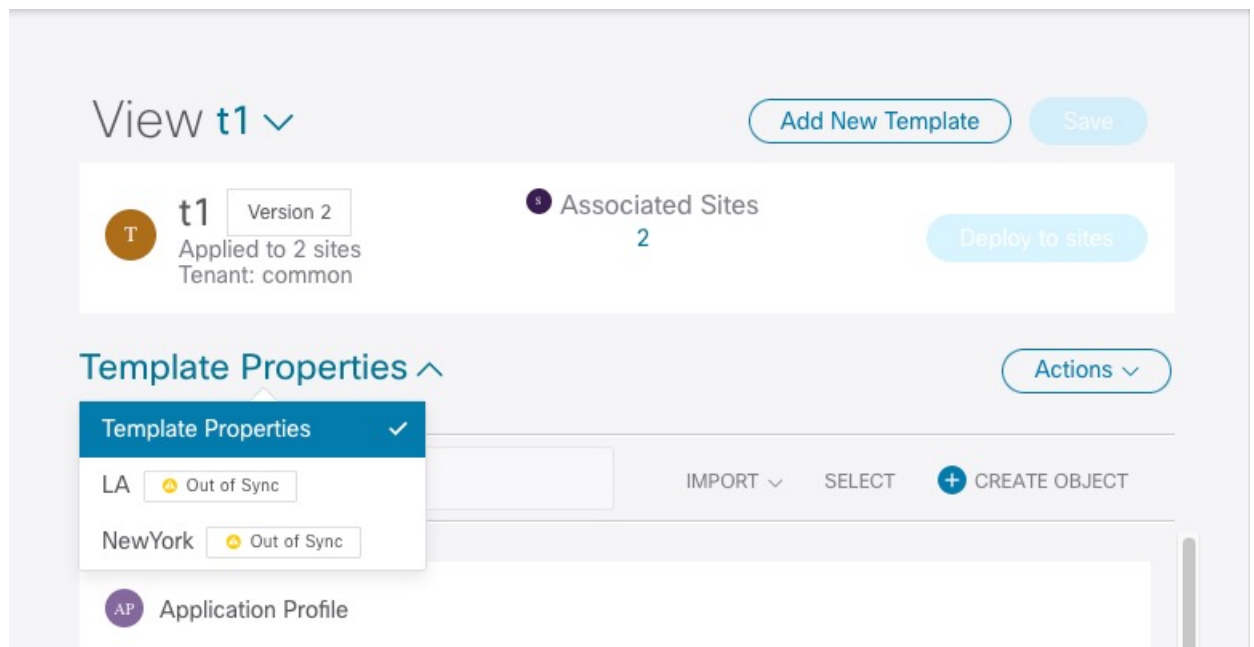 View t1
Add New Template
Save
T
t1
Version 2
Applied to 2 sites
Tenant: common
S
Associated Sites
2
Deploy to sites
Template Properties
Actions
Template Properties
LA
Out of Sync
NewYork
Out of Sync
IMPORT
SELECT
CREATE OBJECT
AP
Application Profile